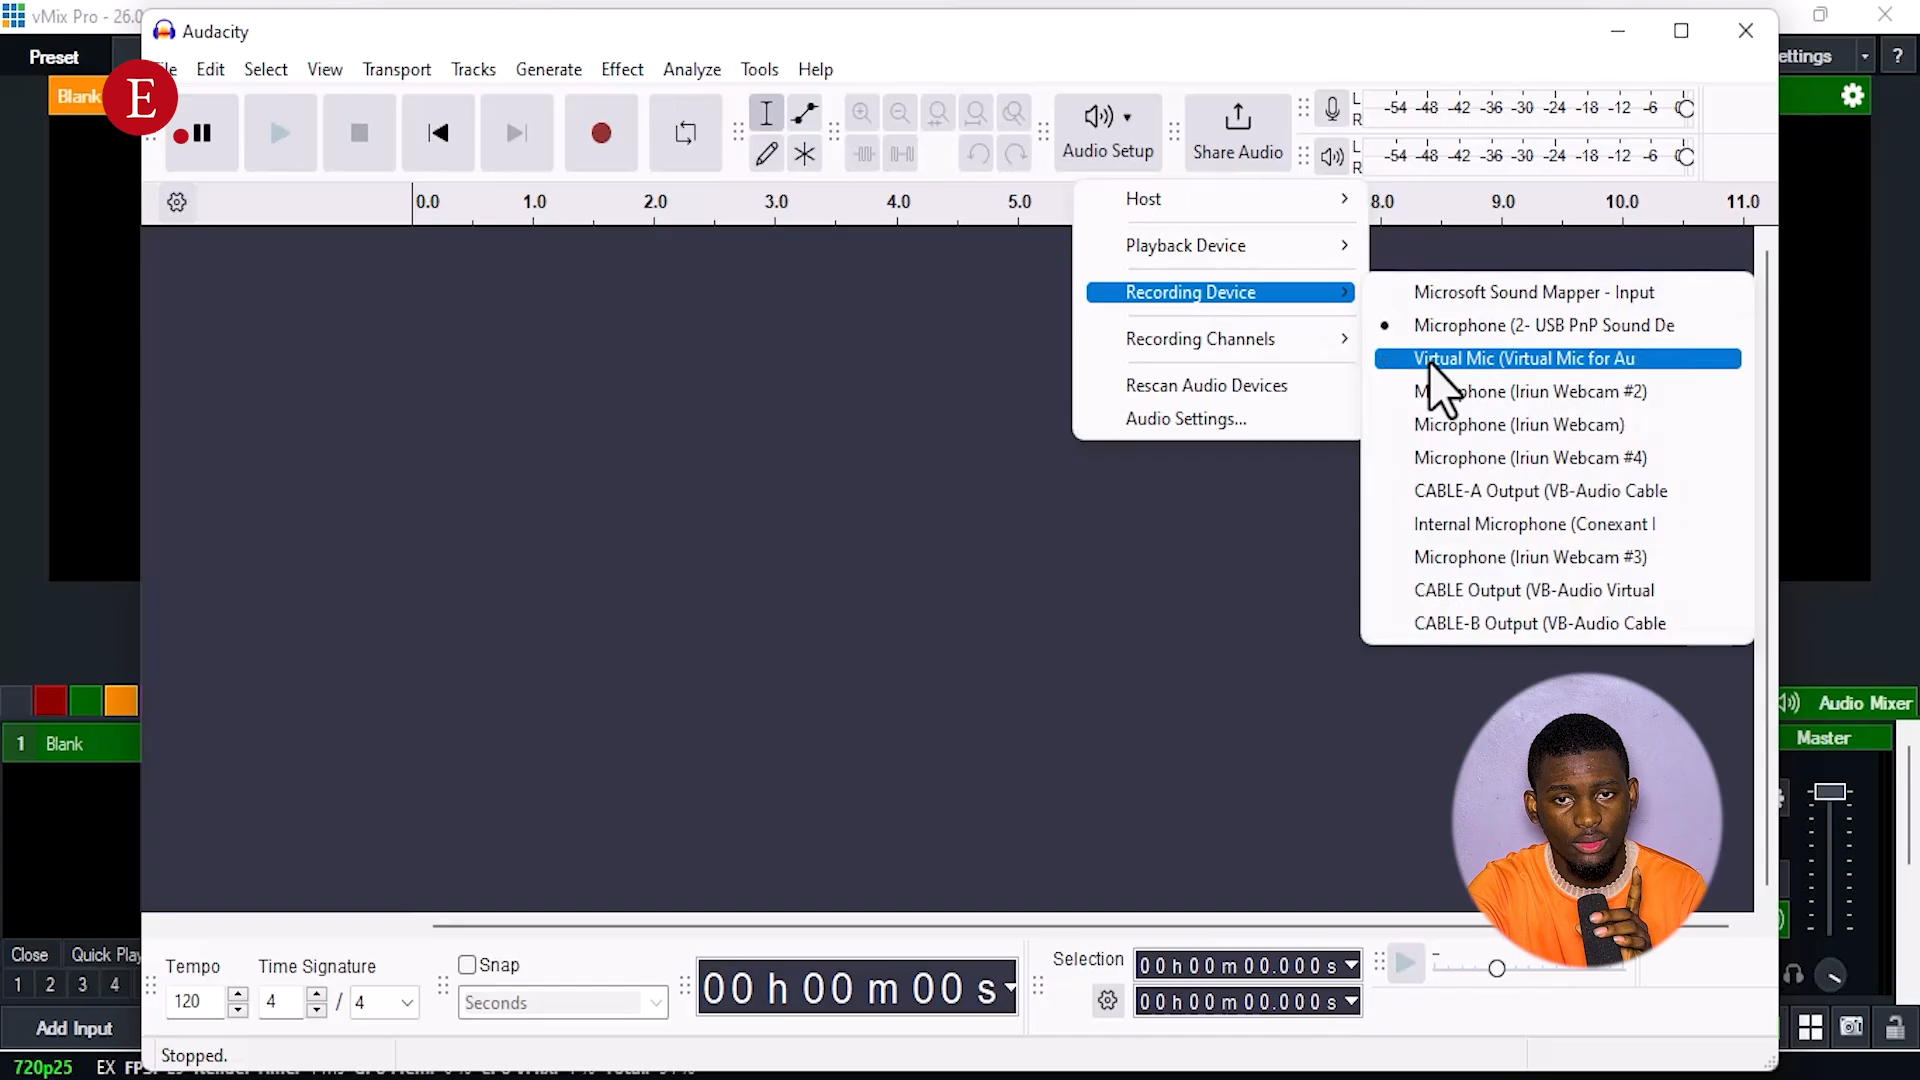 vMix Pro - 26.0
Audacity
Preset
ettings
?
Edit
Select
View
Transport
Tracks
Generate
Effect
Analyze
Tools
Help
Blank
E
Audio Setup
Share Audio
L
R
-54 -48 -42 -36 -30 -24 -18 -12 -6
L
R
-54 -48 -42 -36 -30 -24 -18 -12 -6
0.0 1.0 2.0 3.0 4.0 5.0 8.0 9.0 10.0 11.0
Host
Playback Device
Recording Device
Recording Channels
Rescan Audio Devices
Audio Settings...
Microsoft Sound Mapper - Input
Microphone (2- USB PnP Sound De
Virtual Mic (Virtual Mic for Au
Microphone (Iriun Webcam #2)
Microphone (Iriun Webcam)
Microphone (Iriun Webcam #4)
CABLE-A Output (VB-Audio Cable
Internal Microphone (Conexant I
Microphone (Iriun Webcam #3)
CABLE Output (VB-Audio Virtual
CABLE-B Output (VB-Audio Cable
1 Blank
Audio Mixer
Master
Close
Quick Play
1 2 3 4
Add Input
Tempo
120
Time Signature
4 / 4
Snap
Seconds
00 h 00 m 00 s
Selection
00 h 00 m 00.000 s
00 h 00 m 00.000 s
Stopped.
720p25 EX